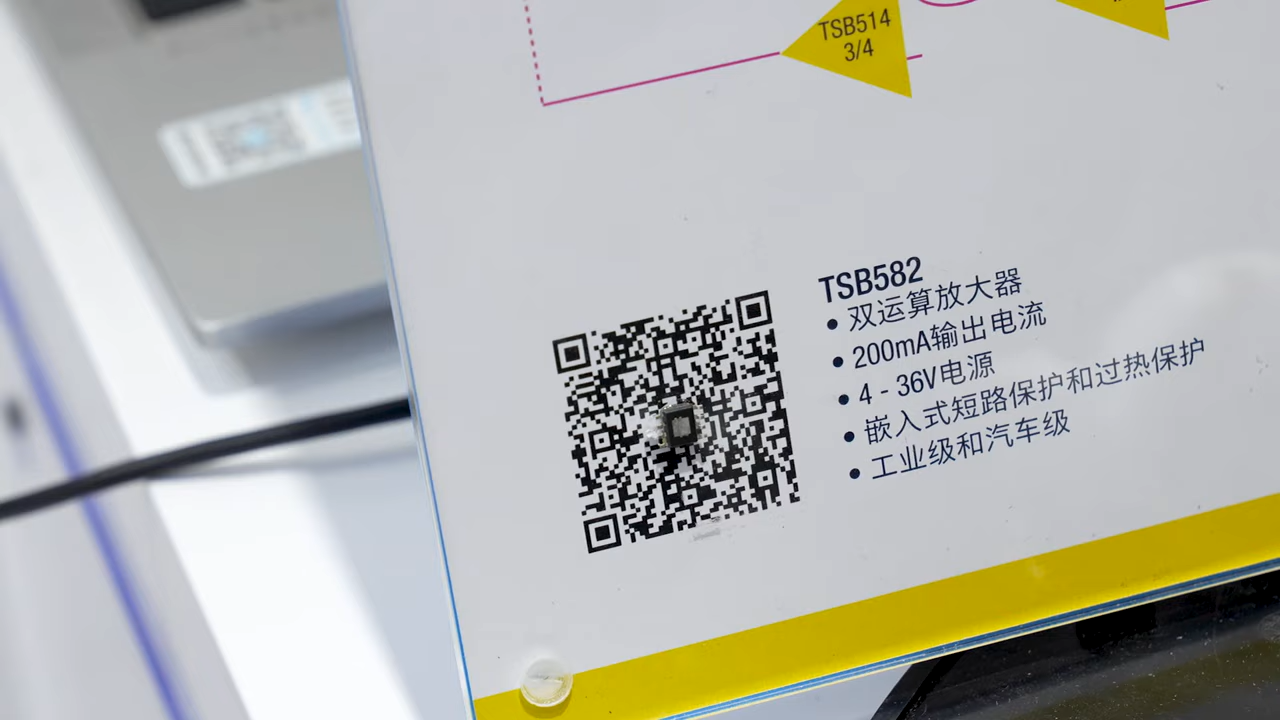 TSB514
3/4
TSB582
• 双运算放大器
• 200mA输出电流
• 4 - 36V电源
• 嵌入式短路保护和过热保护
• 工业级和汽车级